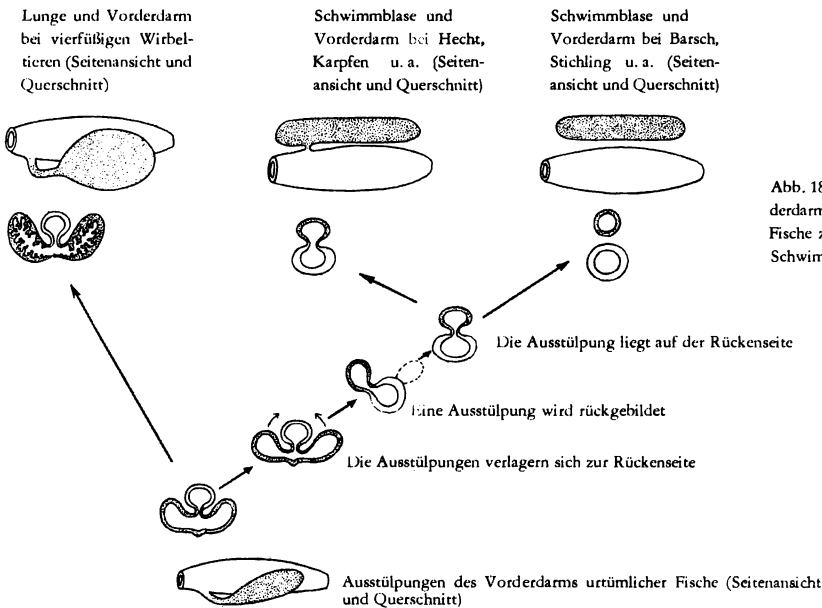 Lunge und Vorderdarm
bei vierfüßigen Wirbel-
tieren (Seitenansicht und
Querschnitt)
Schwimmblase und
Vorderdarm bei Hecht,
Karpfen u. a. (Seiten-
ansicht und Querschnitt)
Schwimmblase und
Vorderdarm bei Barsch,
Stichling u. a. (Seiten-
ansicht und Querschnitt)
Abb. 18
derdarm
Fische z
Schwim
Die Ausstülpung liegt auf der Rückenseite
Eine Ausstülpung wird rückgebildet
Die Ausstülpungen verlagern sich zur Rückenseite
Ausstülpungen des Vorderdarms urtümlicher Fische (Seitenansicht
und Querschnitt)